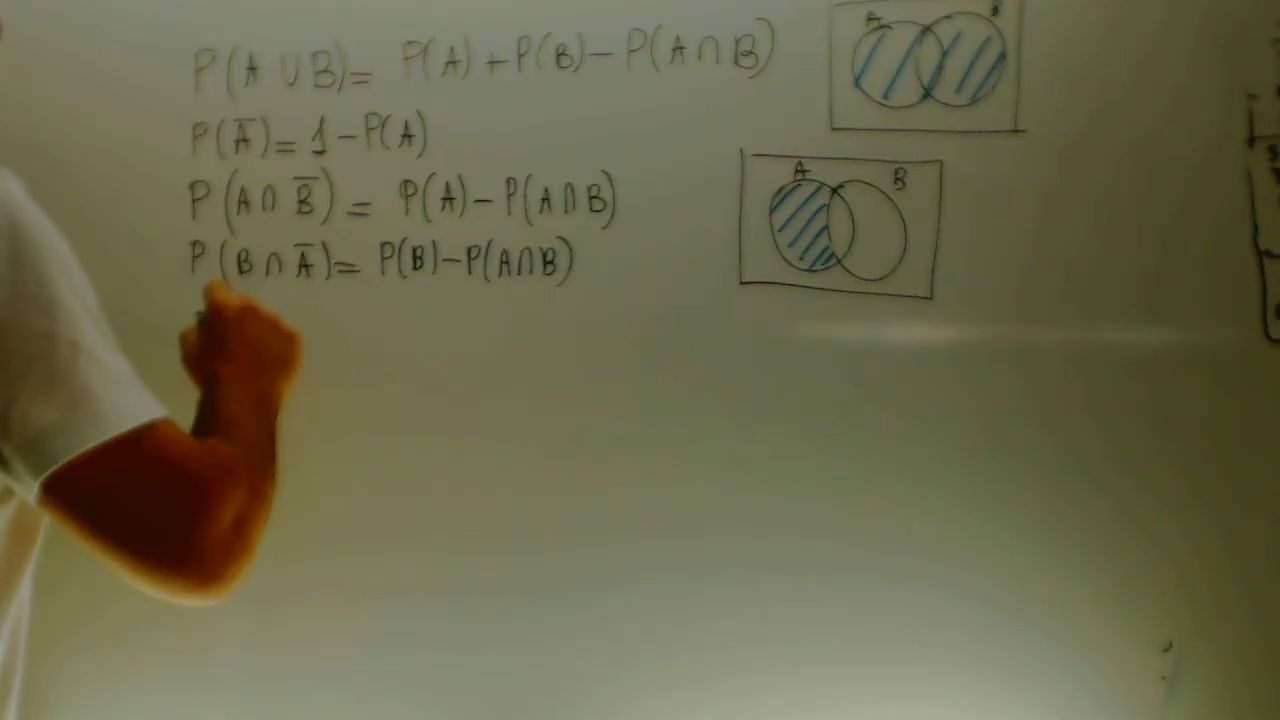 P(A ∪ B) = P(A) + P(B) − P(A ∩ B)
A B
P(A̅) = 1 − P(A)
P(A ∩ B̅) = P(A) − P(A ∩ B)
A B
P(B ∩ A̅) = P(B) − P(A ∩ B)